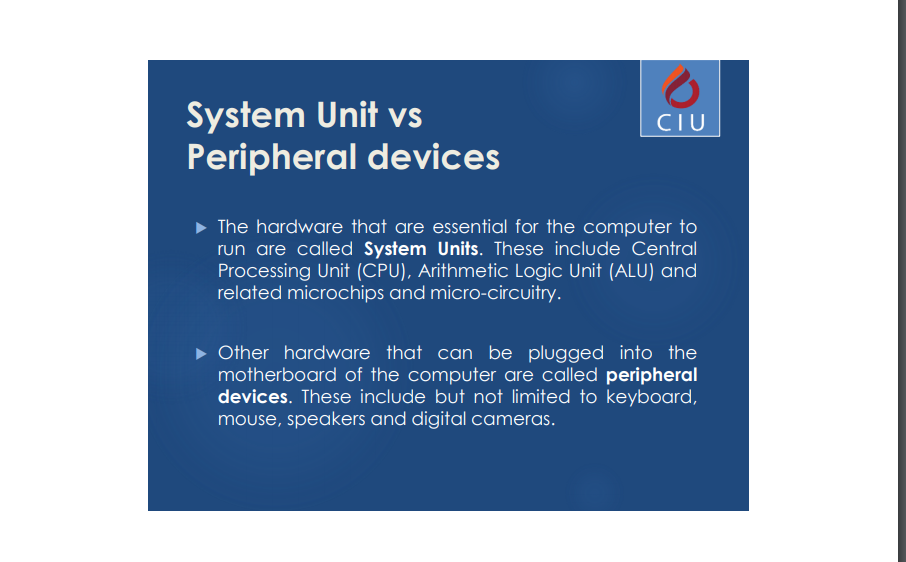 CIU
System Unit vs
Peripheral devices
The hardware that are essential for the computer to
run are called System Units. These include Central
Processing Unit (CPU), Arithmetic Logic Unit (ALU) and
related microchips and micro-circuitry.
Other hardware that can be plugged into the
motherboard of the computer are called peripheral
devices. These include but not limited to keyboard,
mouse, speakers and digital cameras.